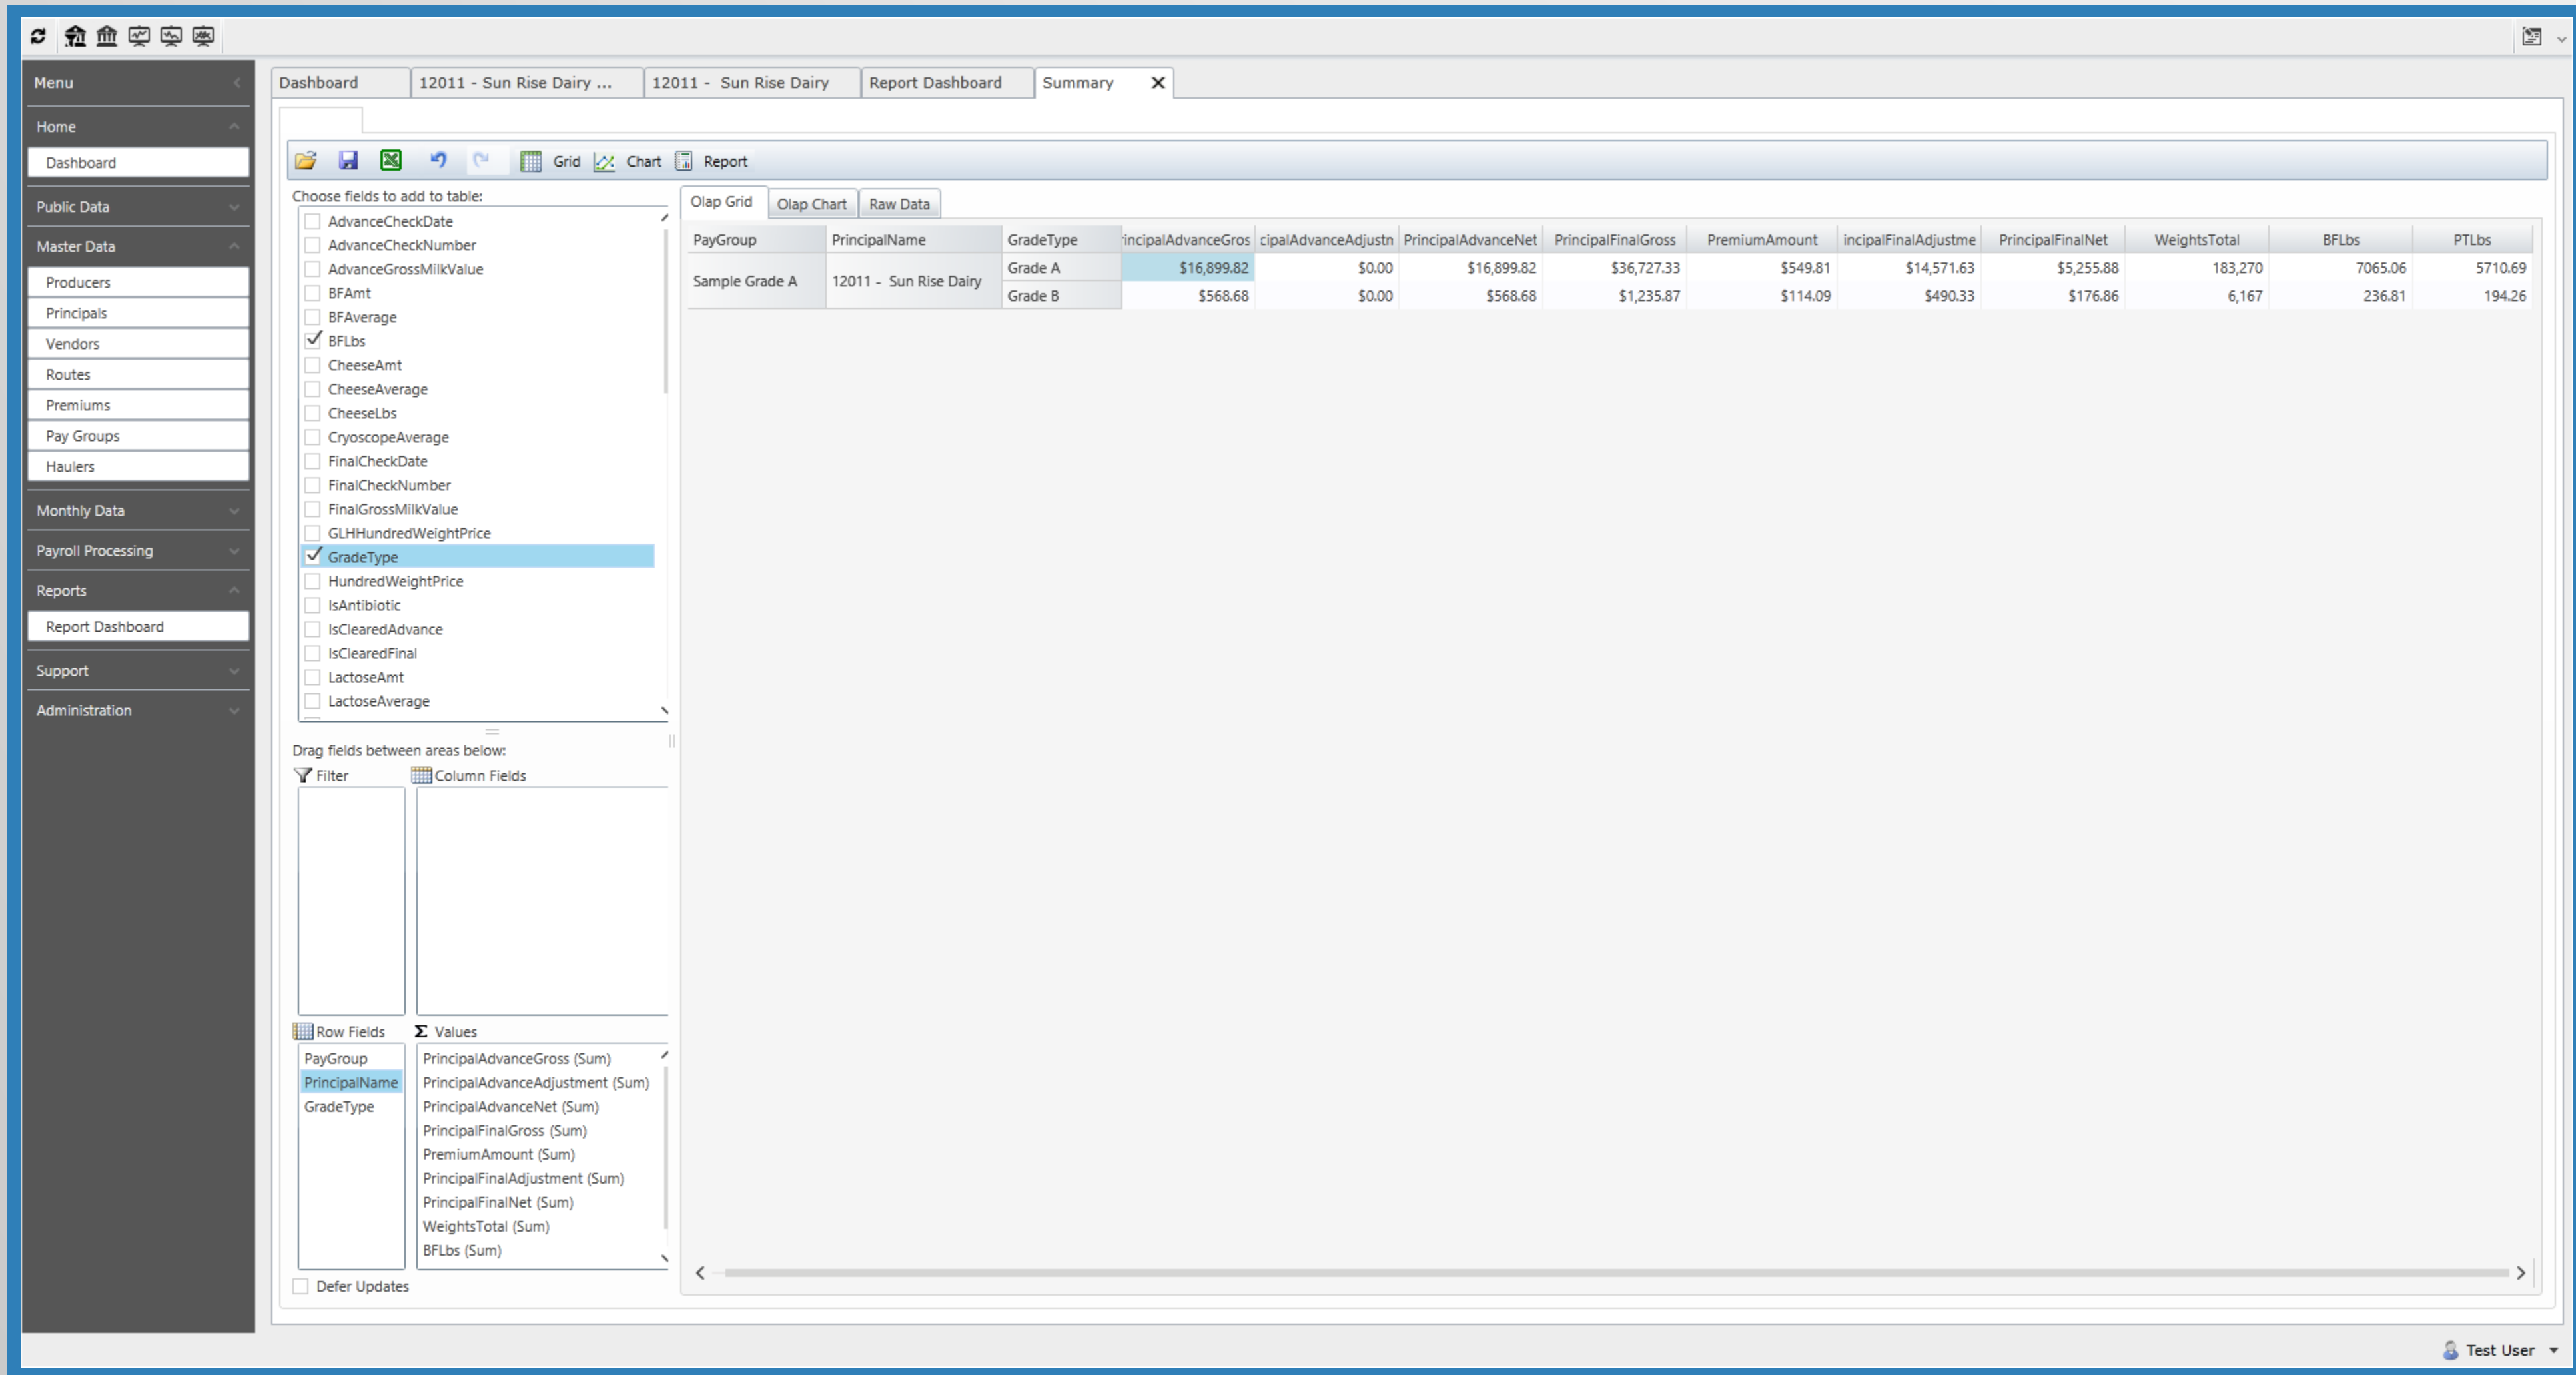 Menu
Home
Dashboard
Public Data
Master Data
Producers
Principals
Vendors
Routes
Premiums
Pay Groups
Haulers
Monthly Data
Payroll Processing
Reports
Report Dashboard
Support
Administration
Dashboard 12011 - Sun Rise Dairy ... 12011 - Sun Rise Dairy Report Dashboard Summary
Grid Chart Report
Choose fields to add to table:
AdvanceCheckDate
AdvanceCheckNumber
AdvanceGrossMilkValue
BFAmt
BFAverage
BFLbs
CheeseAmt
CheeseAverage
CheeseLbs
CryoscopeAverage
FinalCheckDate
FinalCheckNumber
FinalGrossMilkValue
GLHHundredWeightPrice
GradeType
HundredWeightPrice
IsAntibiotic
IsClearedAdvance
IsClearedFinal
LactoseAmt
LactoseAverage
Drag fields between areas below:
Filter Column Fields
Row Fields Σ Values
PayGroup
PrincipalName
GradeType
PrincipalAdvanceGross (Sum)
PrincipalAdvanceAdjustment (Sum)
PrincipalAdvanceNet (Sum)
PrincipalFinalGross (Sum)
PremiumAmount (Sum)
PrincipalFinalAdjustment (Sum)
PrincipalFinalNet (Sum)
WeightsTotal (Sum)
BFLbs (Sum)
Defer Updates
Olap Grid Olap Chart Raw Data
PayGroup PrincipalName GradeType rincipalAdvanceGros cipalAdvanceAdjustn PrincipalAdvanceNet PrincipalFinalGross PremiumAmount incipalFinalAdjustme PrincipalFinalNet WeightsTotal BFLbs PTLbs
Sample Grade A 12011 - Sun Rise Dairy
Grade A $16,899.82 $0.00 $16,899.82 $36,727.33 $549.81 $14,571.63 $5,255.88 183,270 7065.06 5710.69
Grade B $568.68 $0.00 $568.68 $1,235.87 $114.09 $490.33 $176.86 6,167 236.81 194.26
Test User